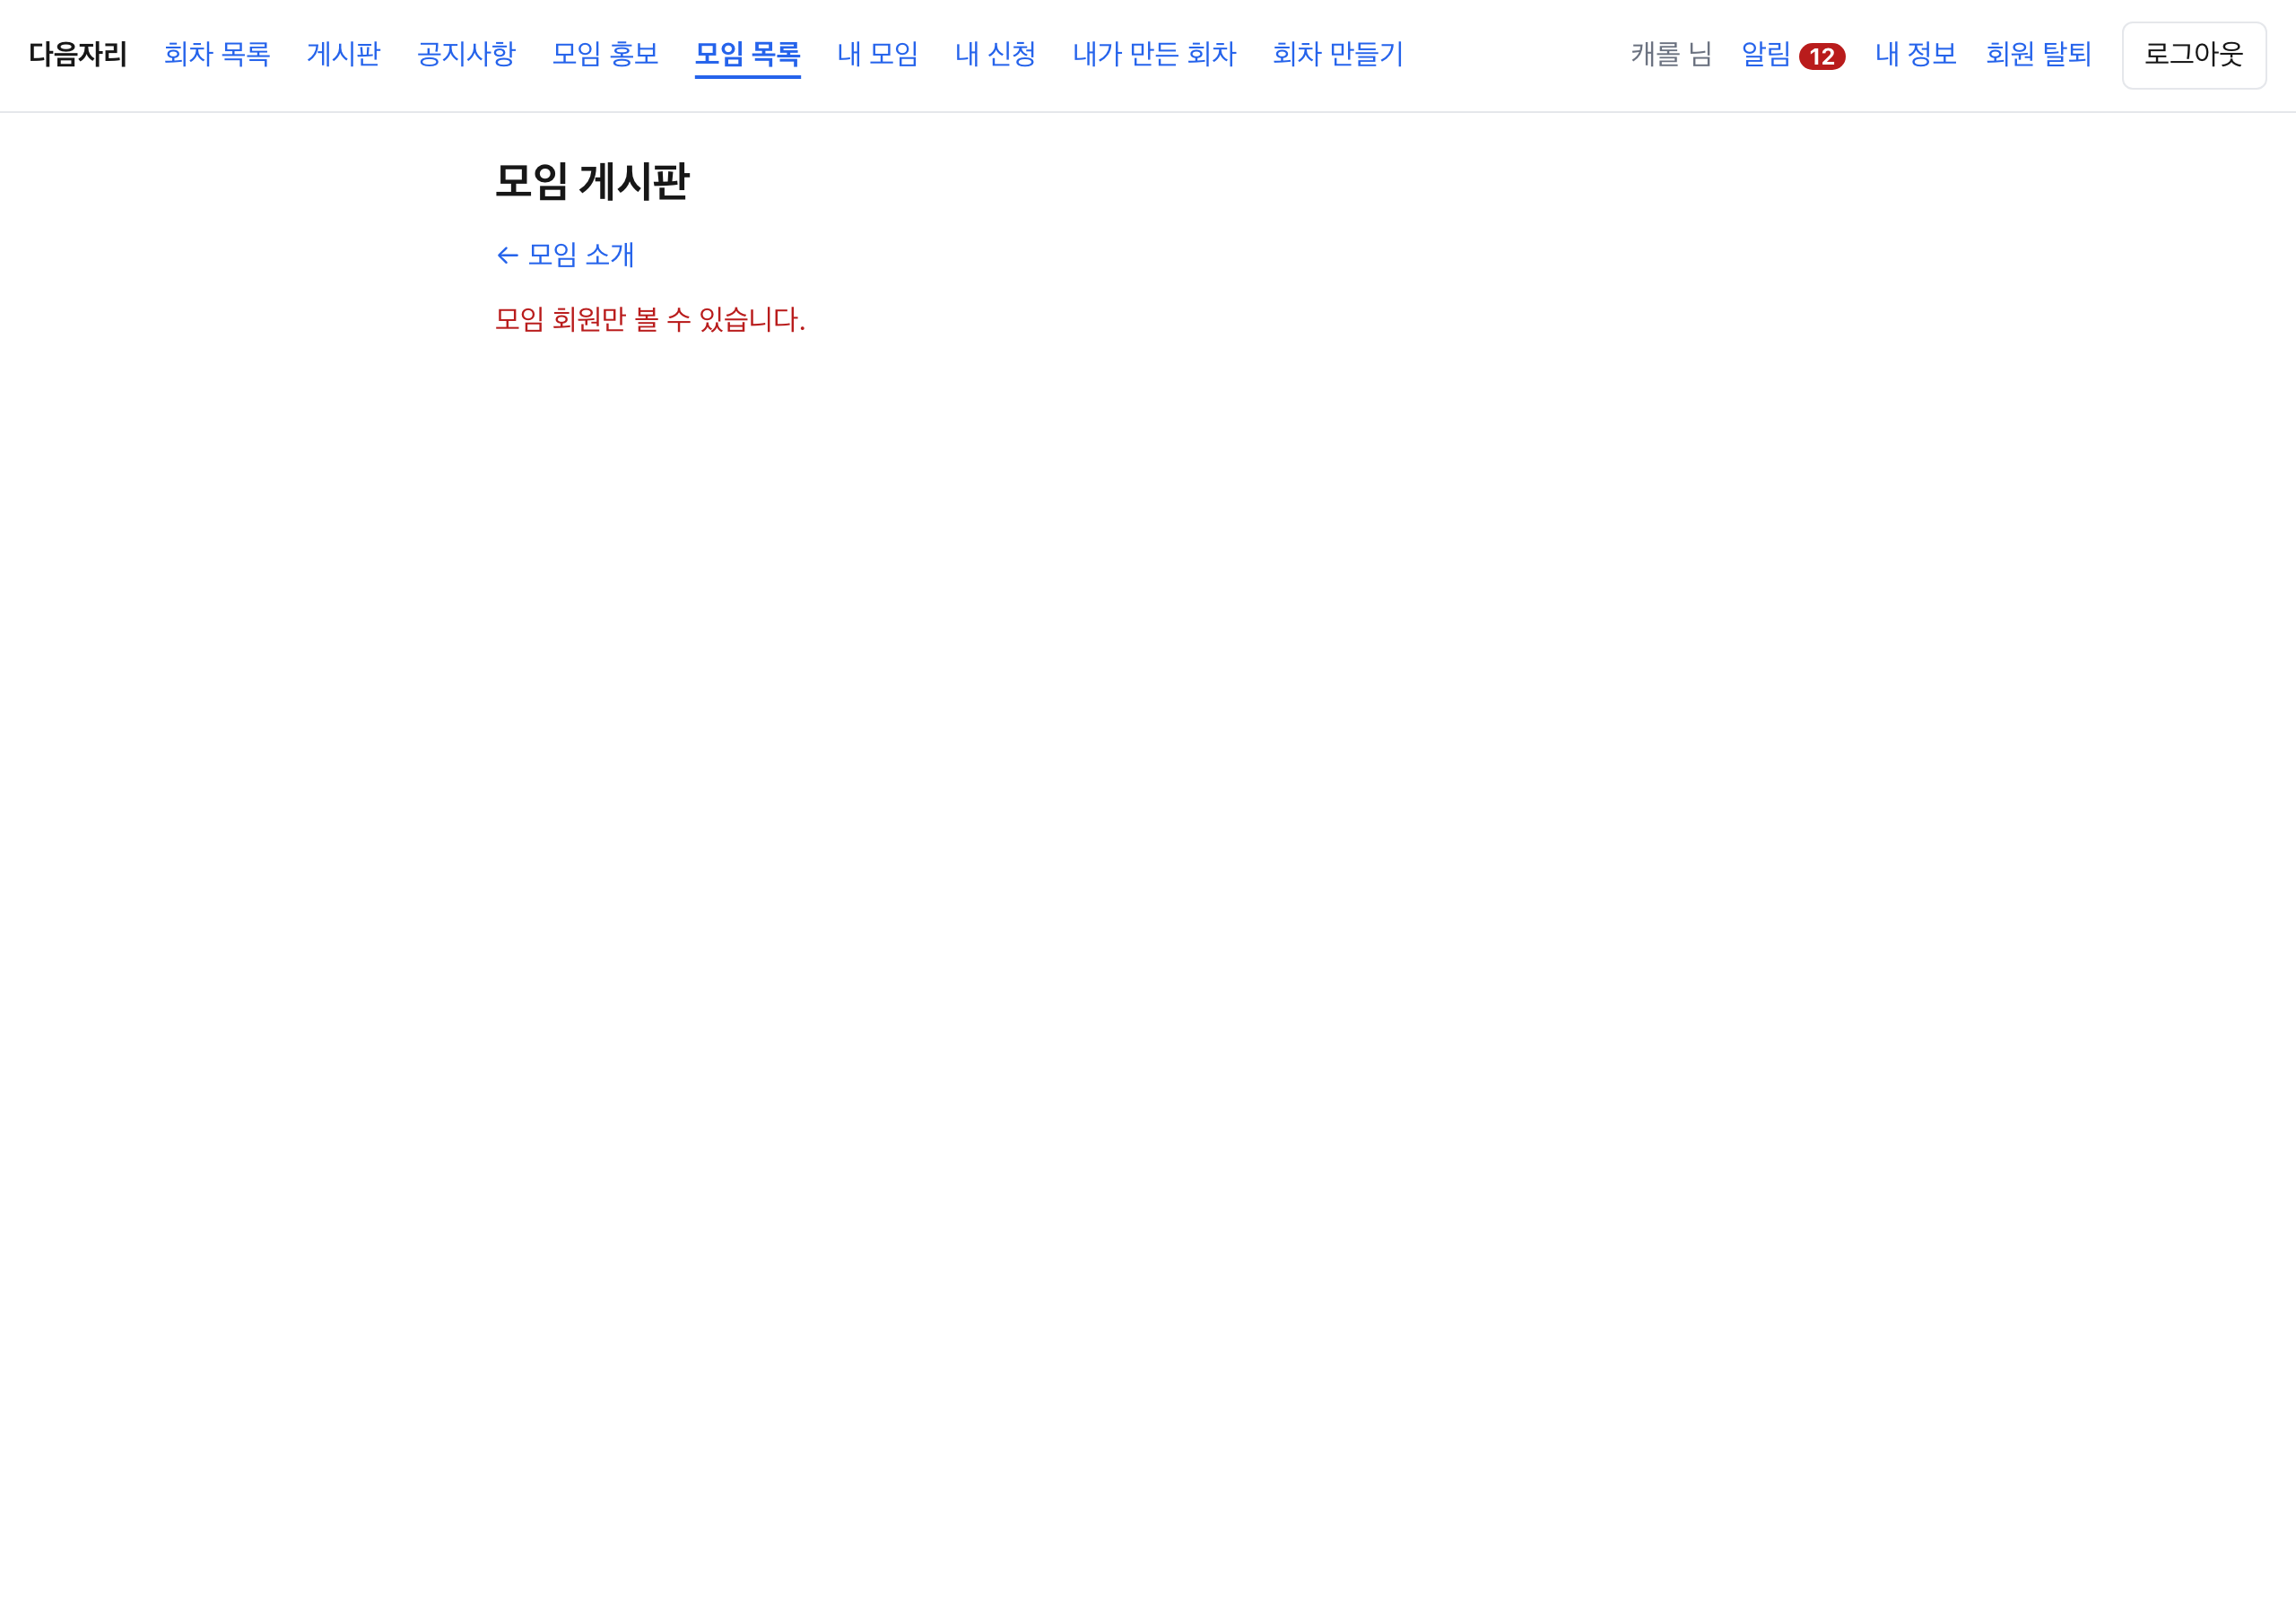 다음자리 회차 목록 게시판 공지사항 모임 홍보 모임 목록 내 모임 내 신청 내가 만든 회차 회차 만들기 캐롤 님 알림 12 내 정보 회원 탈퇴 로그아웃
모임 게시판
← 모임 소개
모임 회원만 볼 수 있습니다.